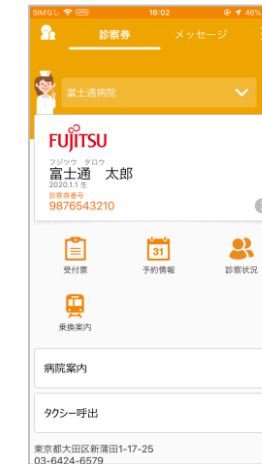 SIMなし 16:02 46%
診察券 メッセージ
富士通病院
FUJITSU
フジツウ タロウ
富士通 太郎
2020.1.1 生
診察券番号
9876543210
31
受付票 予約情報 診察状況
乗換案内
病院案内
タクシー呼出
東京都大田区新蒲田1-17-25
03-6424-6579